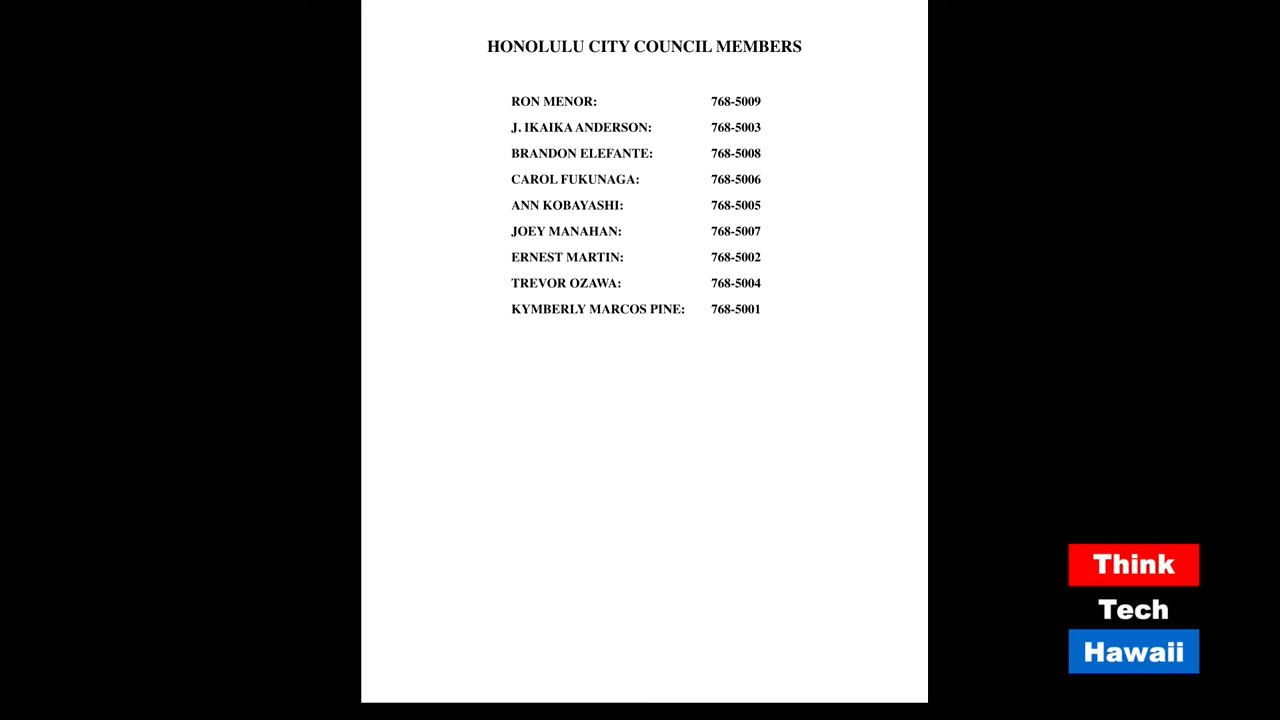 HONOLULU CITY COUNCIL MEMBERS
RON MENOR: 768-5009
J. IKAIKA ANDERSON: 768-5003
BRANDON ELEFANTE: 768-5008
CAROL FUKUNAGA: 768-5006
ANN KOBAYASHI: 768-5005
JOEY MANAHAN: 768-5007
ERNEST MARTIN: 768-5002
TREVOR OZAWA: 768-5004
KYMBERLY MARCOS PINE: 768-5001
Think
Tech
Hawaii